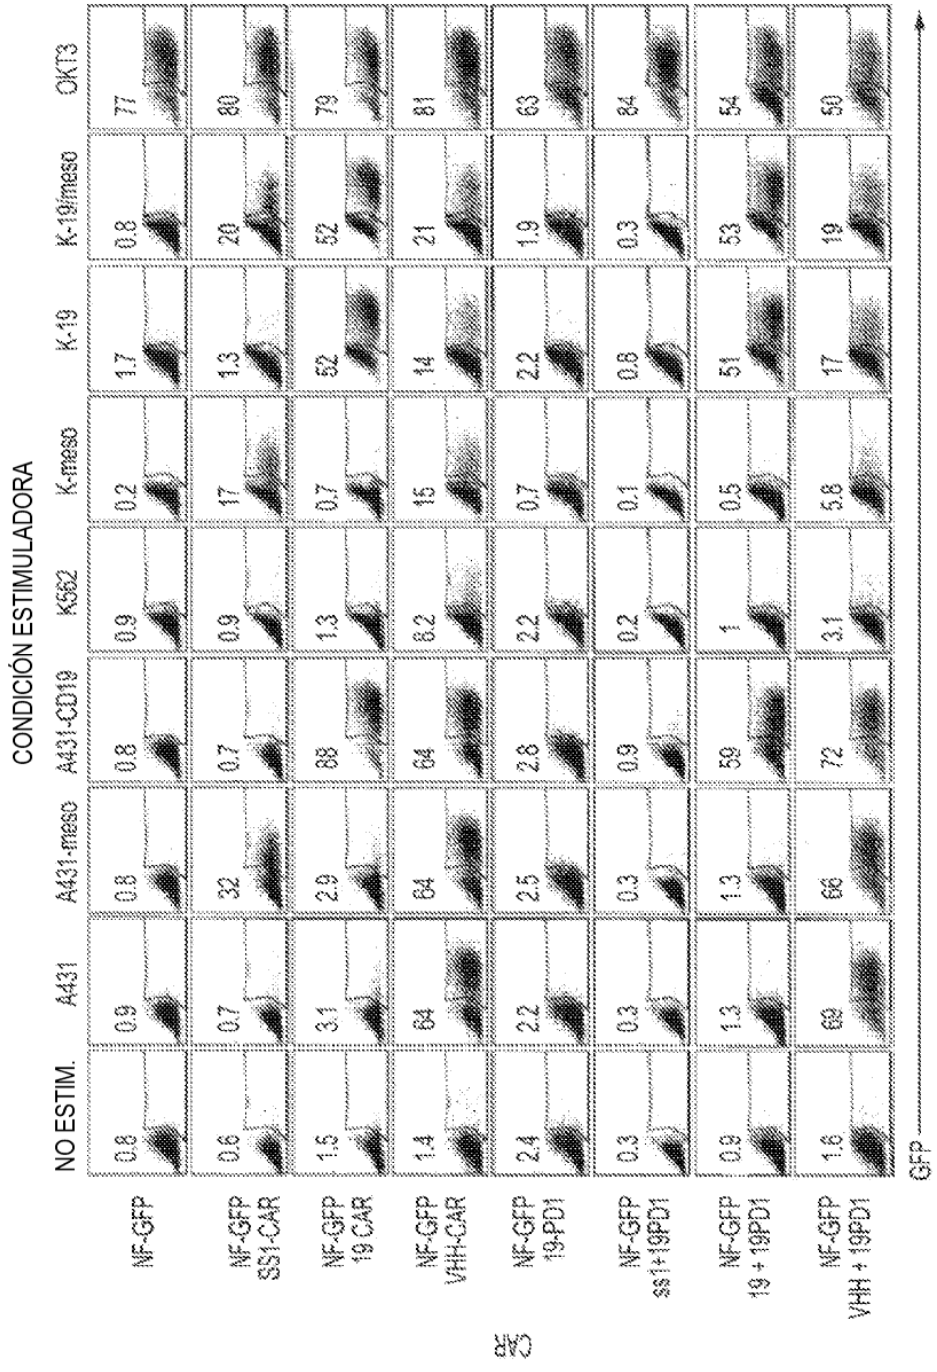 CONDICIÓN ESTIMULADORA
NO ESTIM. A431 A431-meso A431-CD19 K562 K-meso K-19 K-19/meso OKT3
NF-GFP
0.8 0.9 0.8 0.8 0.9 0.2 1.7 0.8 77
NF-GFP
SS1-CAR
0.6 0.7 32 0.7 0.9 17 1.3 20 80
NF-GFP
19 CAR
1.5 3.1 2.9 88 1.3 0.7 52 52 79
NF-GFP
VHH-CAR
1.4 64 64 64 6.2 15 14 21 81
NF-GFP
19-PD1
2.4 2.2 2.5 2.8 2.2 0.7 2.2 1.9 63
NF-GFP
ss1+19PD1
0.3 0.3 0.3 0.9 0.2 0.1 0.8 0.3 84
NF-GFP
19 + 19PD1
0.9 1.3 1.3 59 1 0.5 51 53 54
NF-GFP
VHH + 19PD1
1.6 69 66 72 3.1 5.8 17 19 50
CAR
GFP